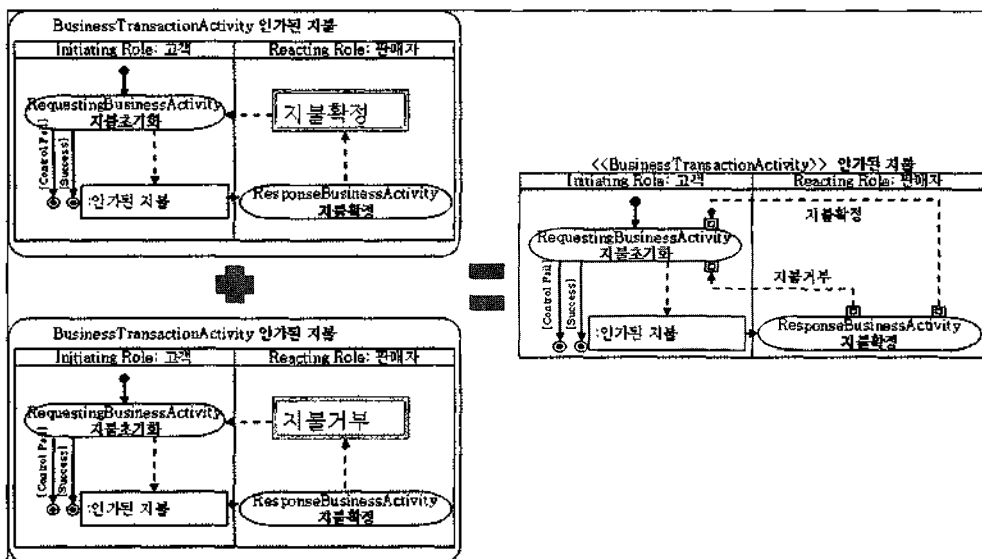 BusinessTransactionActivity 인가된 지불
Initiating Role: 고객
Reacting Role: 판매자
RequestingBusinessActivity
지불초기화
지불확정
[Control Fail]
[Success]
:인가된 지불
ResponseBusinessActivity
지불확정
BusinessTransactionActivity 인가된 지불
Initiating Role: 고객
Reacting Role: 판매자
RequestingBusinessActivity
지불초기화
지불거부
[Control Fail]
[Success]
:인가된 지불
ResponseBusinessActivity
지불확정
<<BusinessTransactionActivity>> 인가된 지불
Initiating Role: 고객
Reacting Role: 판매자
지불확정
RequestingBusinessActivity
지불초기화
지불거부
[Control Fail]
[Success]
:인가된 지불
ResponseBusinessActivity
지불확정